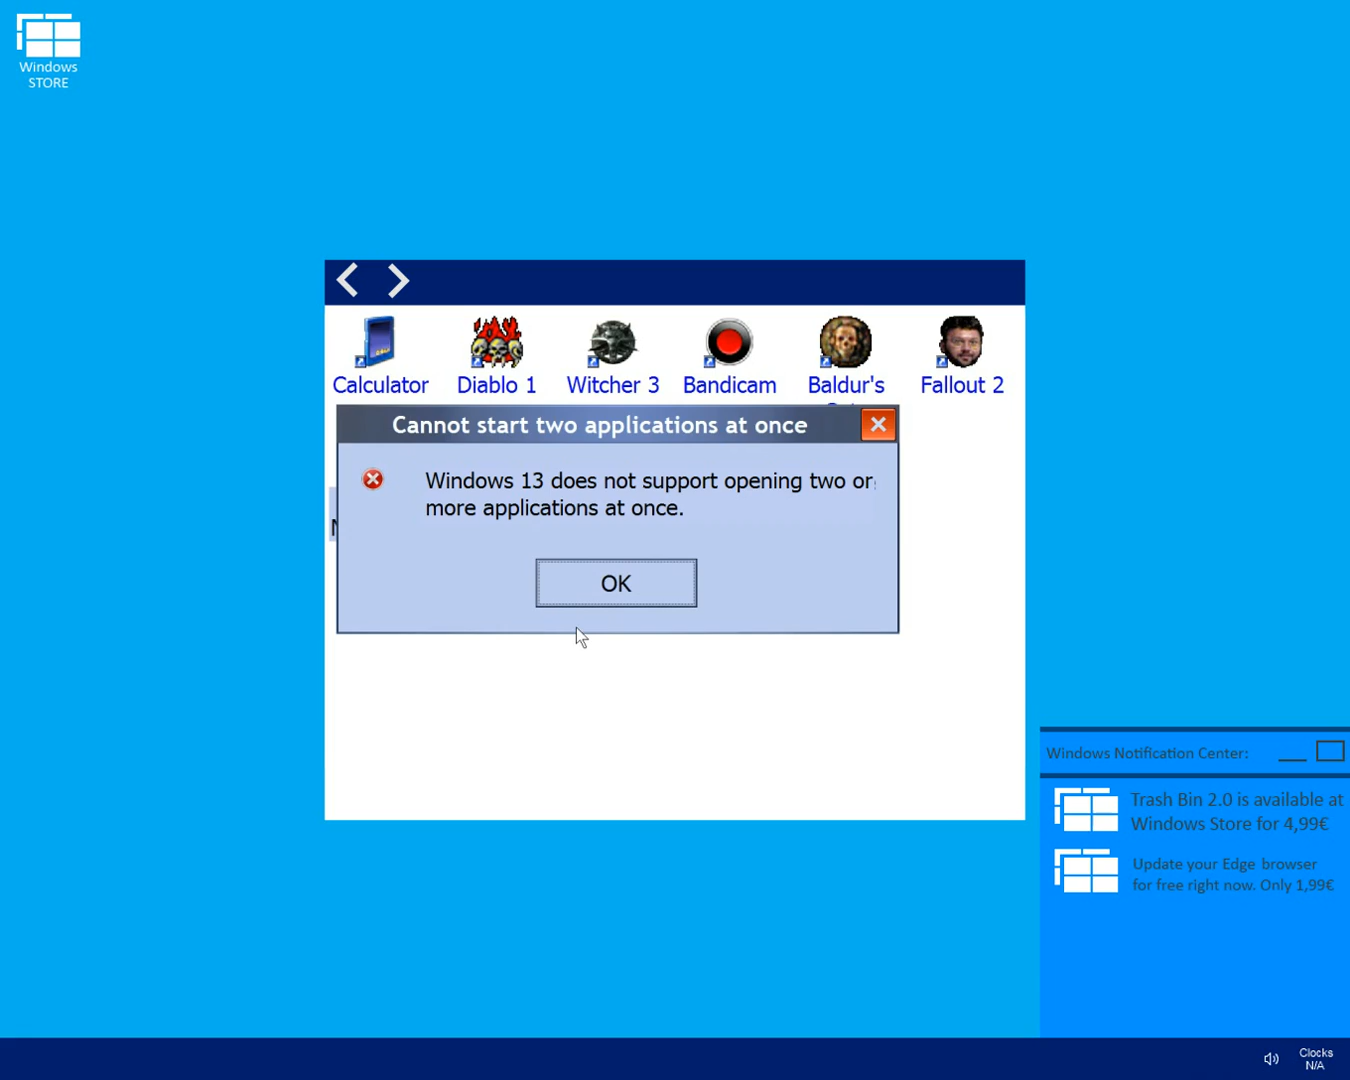 Windows
STORE
Calculator
Diablo 1
Witcher 3
Bandicam
Baldur's
Fallout 2
Cannot start two applications at once
Windows 13 does not support opening two or
more applications at once.
OK
Windows Notification Center:
Trash Bin 2.0 is available at
Windows Store for 4,99€
Update your Edge browser
for free right now. Only 1,99€
Clocks
N/A